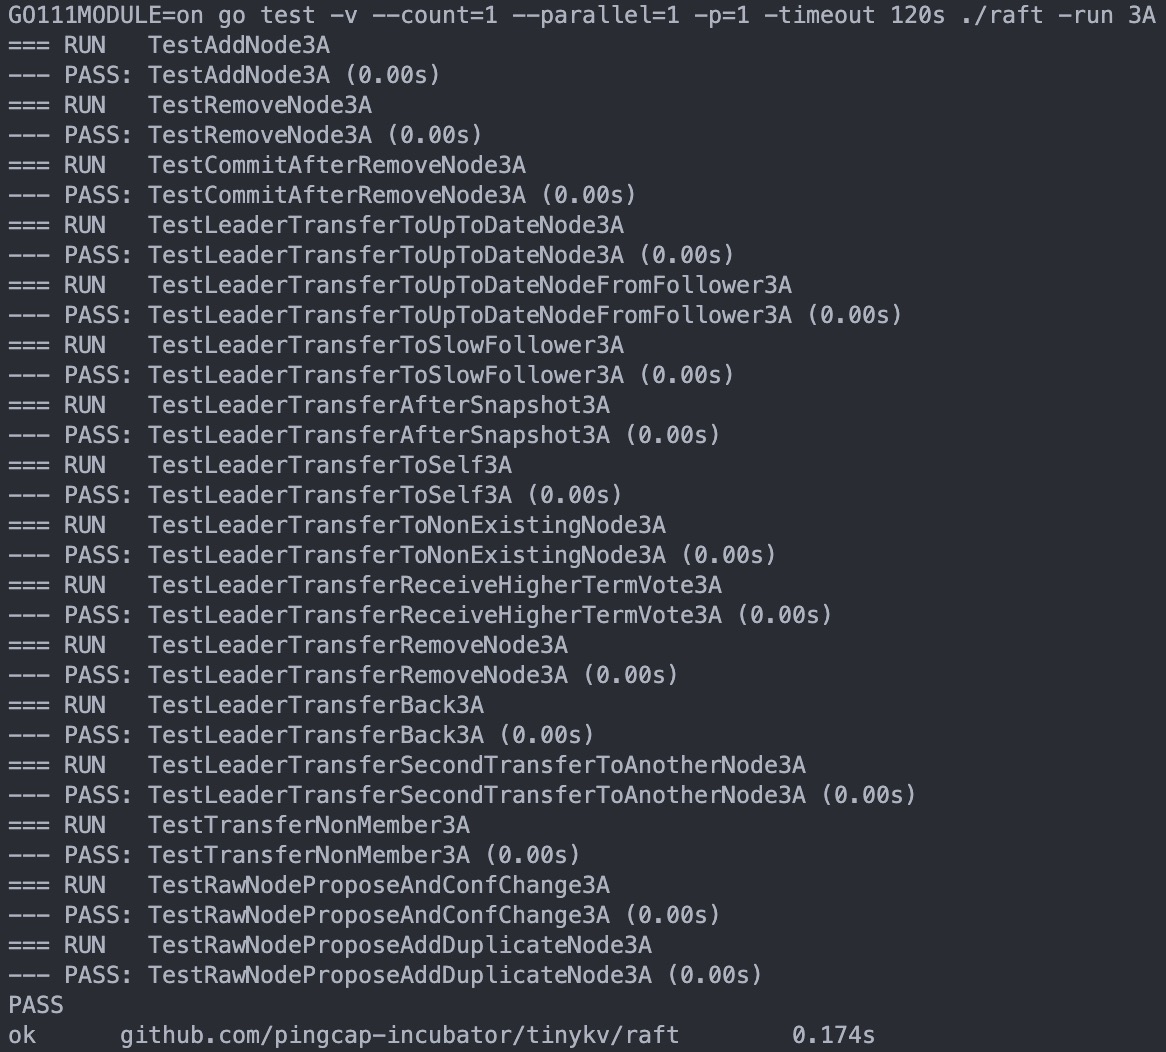 GO111MODULE=on go test -v --count=1 --parallel=1 -p=1 -timeout 120s ./raft -run 3A
=== RUN   TestAddNode3A
--- PASS: TestAddNode3A (0.00s)
=== RUN   TestRemoveNode3A
--- PASS: TestRemoveNode3A (0.00s)
=== RUN   TestCommitAfterRemoveNode3A
--- PASS: TestCommitAfterRemoveNode3A (0.00s)
=== RUN   TestLeaderTransferToUpToDateNode3A
--- PASS: TestLeaderTransferToUpToDateNode3A (0.00s)
=== RUN   TestLeaderTransferToUpToDateNodeFromFollower3A
--- PASS: TestLeaderTransferToUpToDateNodeFromFollower3A (0.00s)
=== RUN   TestLeaderTransferToSlowFollower3A
--- PASS: TestLeaderTransferToSlowFollower3A (0.00s)
=== RUN   TestLeaderTransferAfterSnapshot3A
--- PASS: TestLeaderTransferAfterSnapshot3A (0.00s)
=== RUN   TestLeaderTransferToSelf3A
--- PASS: TestLeaderTransferToSelf3A (0.00s)
=== RUN   TestLeaderTransferToNonExistingNode3A
--- PASS: TestLeaderTransferToNonExistingNode3A (0.00s)
=== RUN   TestLeaderTransferReceiveHigherTermVote3A
--- PASS: TestLeaderTransferReceiveHigherTermVote3A (0.00s)
=== RUN   TestLeaderTransferRemoveNode3A
--- PASS: TestLeaderTransferRemoveNode3A (0.00s)
=== RUN   TestLeaderTransferBack3A
--- PASS: TestLeaderTransferBack3A (0.00s)
=== RUN   TestLeaderTransferSecondTransferToAnotherNode3A
--- PASS: TestLeaderTransferSecondTransferToAnotherNode3A (0.00s)
=== RUN   TestTransferNonMember3A
--- PASS: TestTransferNonMember3A (0.00s)
=== RUN   TestRawNodeProposeAndConfChange3A
--- PASS: TestRawNodeProposeAndConfChange3A (0.00s)
=== RUN   TestRawNodeProposeAddDuplicateNode3A
--- PASS: TestRawNodeProposeAddDuplicateNode3A (0.00s)
PASS
ok      github.com/pingcap-incubator/tinykv/raft        0.174s